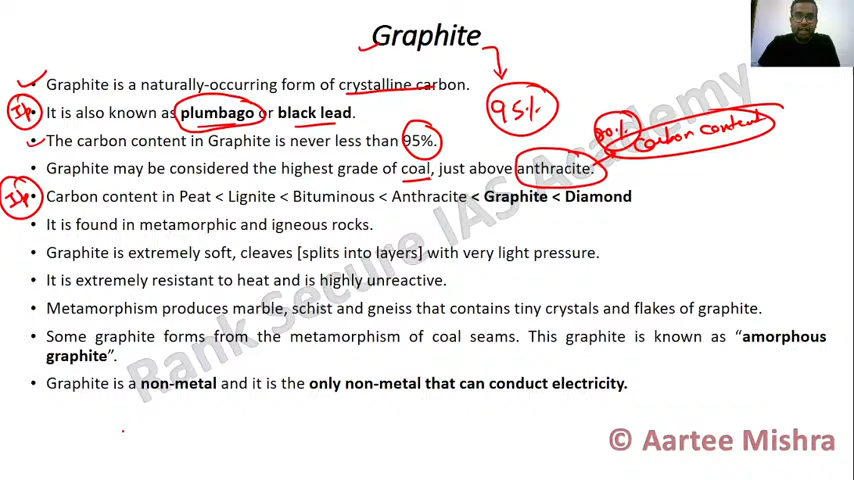 Graphite
• Graphite is a naturally-occurring form of crystalline carbon.
95%
Ip • It is also known as plumbago or black lead.
80% carbon content
• The carbon content in Graphite is never less than 95%.
• Graphite may be considered the highest grade of coal, just above anthracite.
Ip • Carbon content in Peat < Lignite < Bituminous < Anthracite < Graphite < Diamond
• It is found in metamorphic and igneous rocks.
• Graphite is extremely soft, cleaves [splits into layers] with very light pressure.
• It is extremely resistant to heat and is highly unreactive.
• Metamorphism produces marble, schist and gneiss that contains tiny crystals and flakes of graphite.
• Some graphite forms from the metamorphism of coal seams. This graphite is known as “amorphous
graphite”.
• Graphite is a non-metal and it is the only non-metal that can conduct electricity.
Rank Secure IAS Academy
© Aartee Mishra